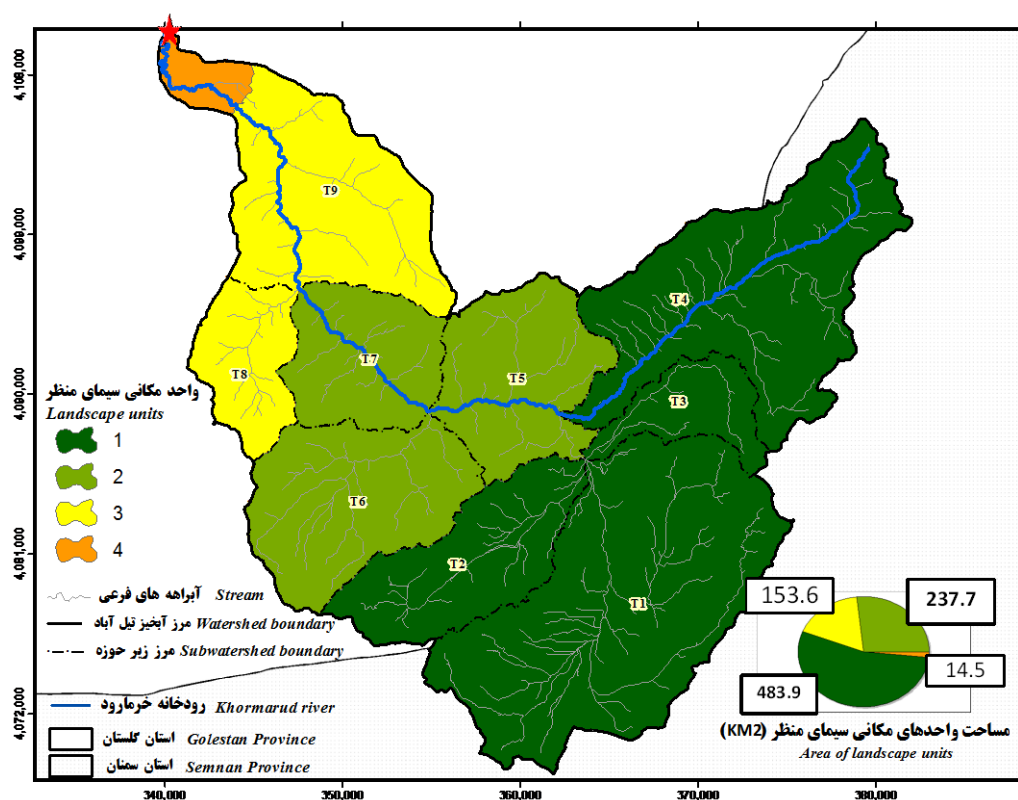 4,108,000
4,099,000
4,090,000
4,081,000
4,072,000
T9
T4
T7
T5
T8
T3
T6
T2
T1
واحد مکانی سیمای منظر
Landscape units
1
2
3
4
آبراهه های فرعی Stream
مرز آبخیز تیل آباد Watershed boundary
مرز زیر حوزه Subwatershed boundary
رودخانه خرمارود Khormarud river
استان گلستان Golestan Province
استان سمنان Semnan Province
153.6
237.7
14.5
483.9
مساحت واحدهای مکانی سیمای منظر (KM2)
Area of landscape units
340,000
350,000
360,000
370,000
380,000